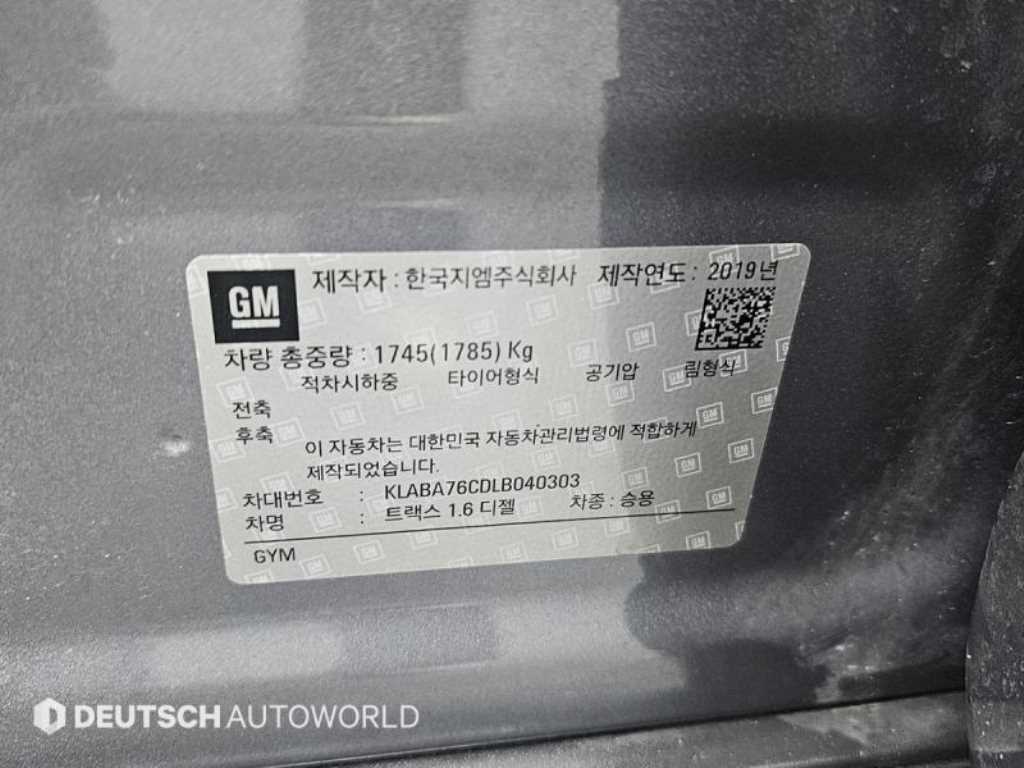 GM
제작자 : 한국지엠주식회사 제작연도 : 2019년
차량 총중량 : 1745(1785) Kg
적차시하중 타이어형식 공기압 림형식
전축
후축
이 자동차는 대한민국 자동차관리법령에 적합하게
제작되었습니다.
차대번호 : KLABA76CDLB040303
차명 : 트랙스 1.6 디젤 차종 : 승용
GYM
DEUTSCH AUTOWORLD